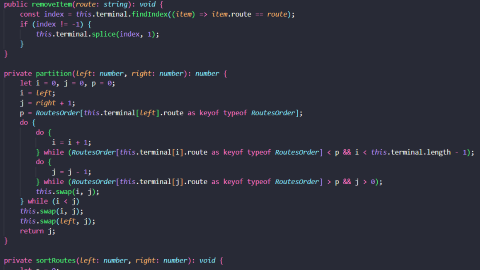 public removeItem(route: string): void {
const index = this.terminal.findIndex((item) => item.route == route);
if (index != -1) {
this.terminal.splice(index, 1);
}
}
private partition(left: number, right: number): number {
let i = 0, j = 0, p = 0;
i = left;
j = right + 1;
p = RoutesOrder[this.terminal[left].route as keyof typeof RoutesOrder];
do {
do {
i = i + 1;
} while (RoutesOrder[this.terminal[i].route as keyof typeof RoutesOrder] < p && i < this.terminal.length - 1);
do {
j = j - 1;
} while (RoutesOrder[this.terminal[j].route as keyof typeof RoutesOrder] > p && j > 0);
this.swap(i, j);
} while (i < j)
this.swap(i, j);
this.swap(left, j);
return j;
}
private sortRoutes(left: number, right: number): void {